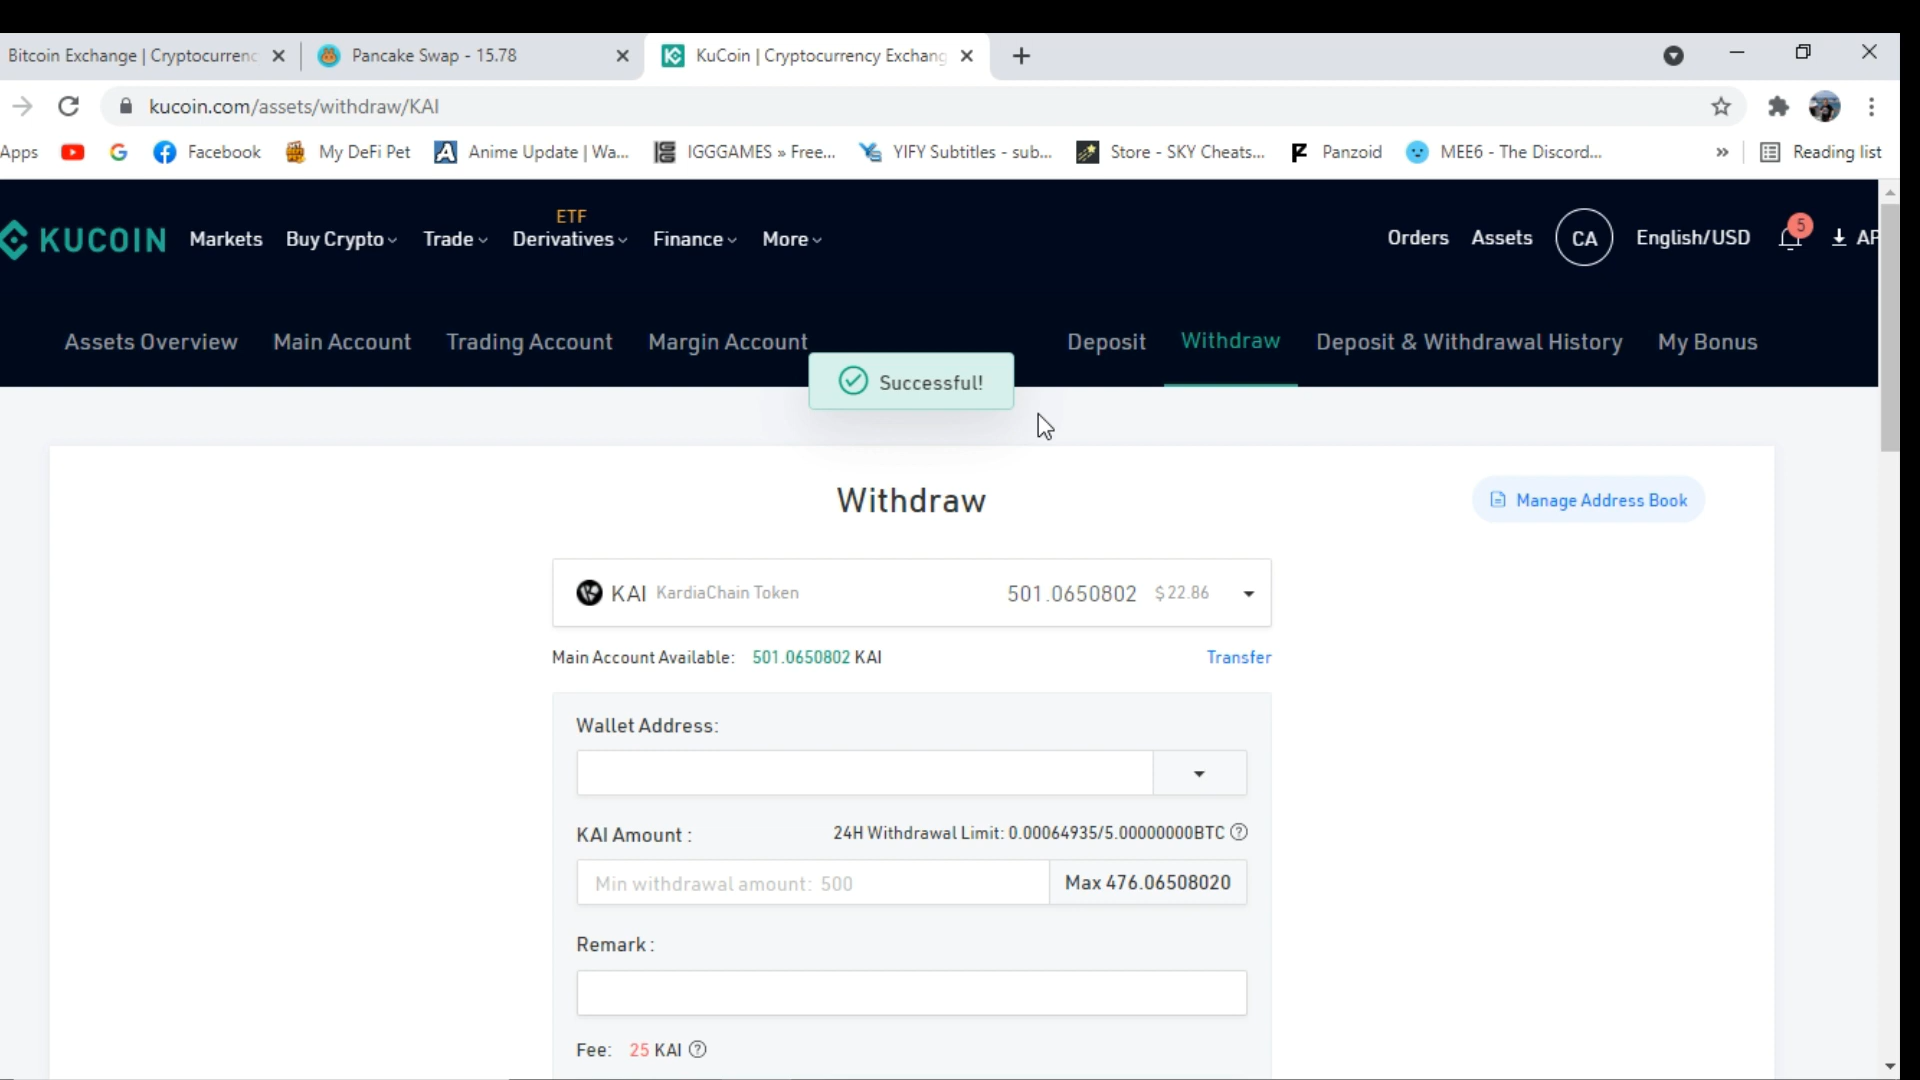 Bitcoin Exchange | Cryptocurrenc
Pancake Swap - 15.78
KuCoin | Cryptocurrency Exchang
kucoin.com/assets/withdraw/KAI
Apps
Facebook
My DeFi Pet
Anime Update | Wa...
IGGGAMES » Free...
YIFY Subtitles - sub...
Store - SKY Cheats...
Panzoid
MEE6 - The Discord...
»
Reading list
KUCOIN
Markets
Buy Crypto
Trade
ETF
Derivatives
Finance
More
Orders
Assets
CA
English/USD
5
AP
Assets Overview
Main Account
Trading Account
Margin Account
Deposit
Withdraw
Deposit & Withdrawal History
My Bonus
Successful!
Withdraw
Manage Address Book
KAI KardiaChain Token 501.0650802 $22.86
Main Account Available: 501.0650802 KAI Transfer
Wallet Address:
KAI Amount : 24H Withdrawal Limit: 0.00064935/5.00000000BTC ?
Min withdrawal amount: 500 Max 476.06508020
Remark :
Fee: 25 KAI ?